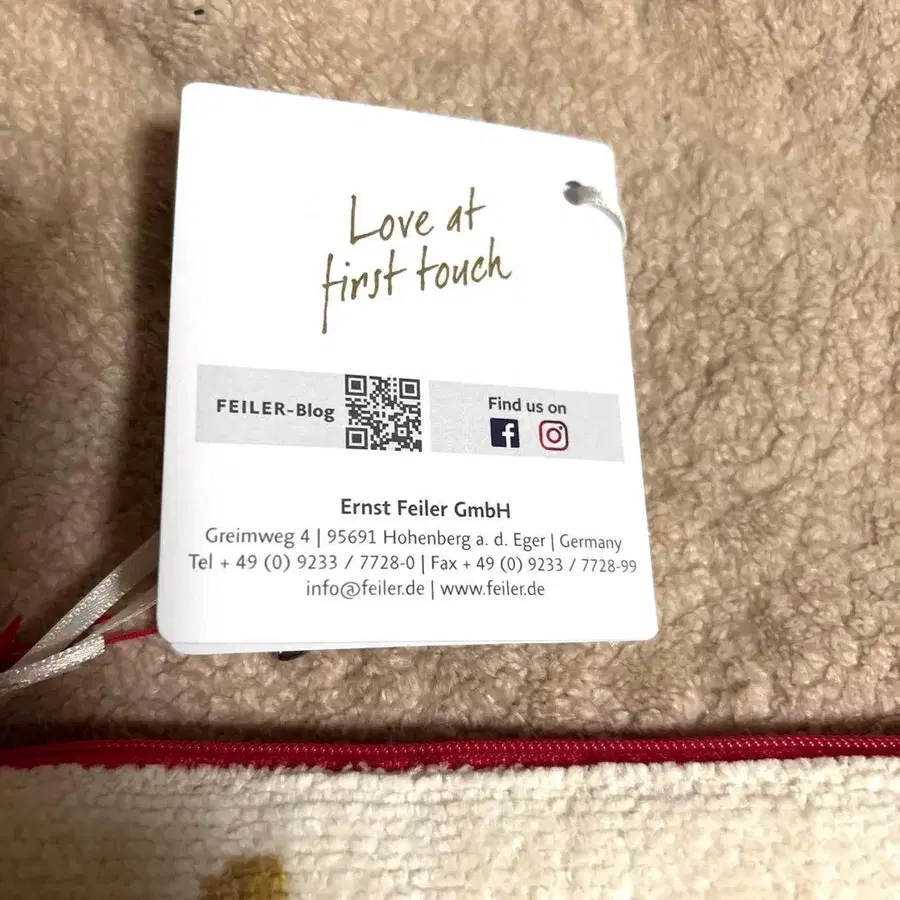 Love at
first touch
FEILER-Blog
Find us on
Ernst Feiler GmbH
Greimweg 4 | 95691 Hohenberg a. d. Eger | Germany
Tel + 49 (0) 9233 / 7728-0 | Fax + 49 (0) 9233 / 7728-99
info@feiler.de | www.feiler.de